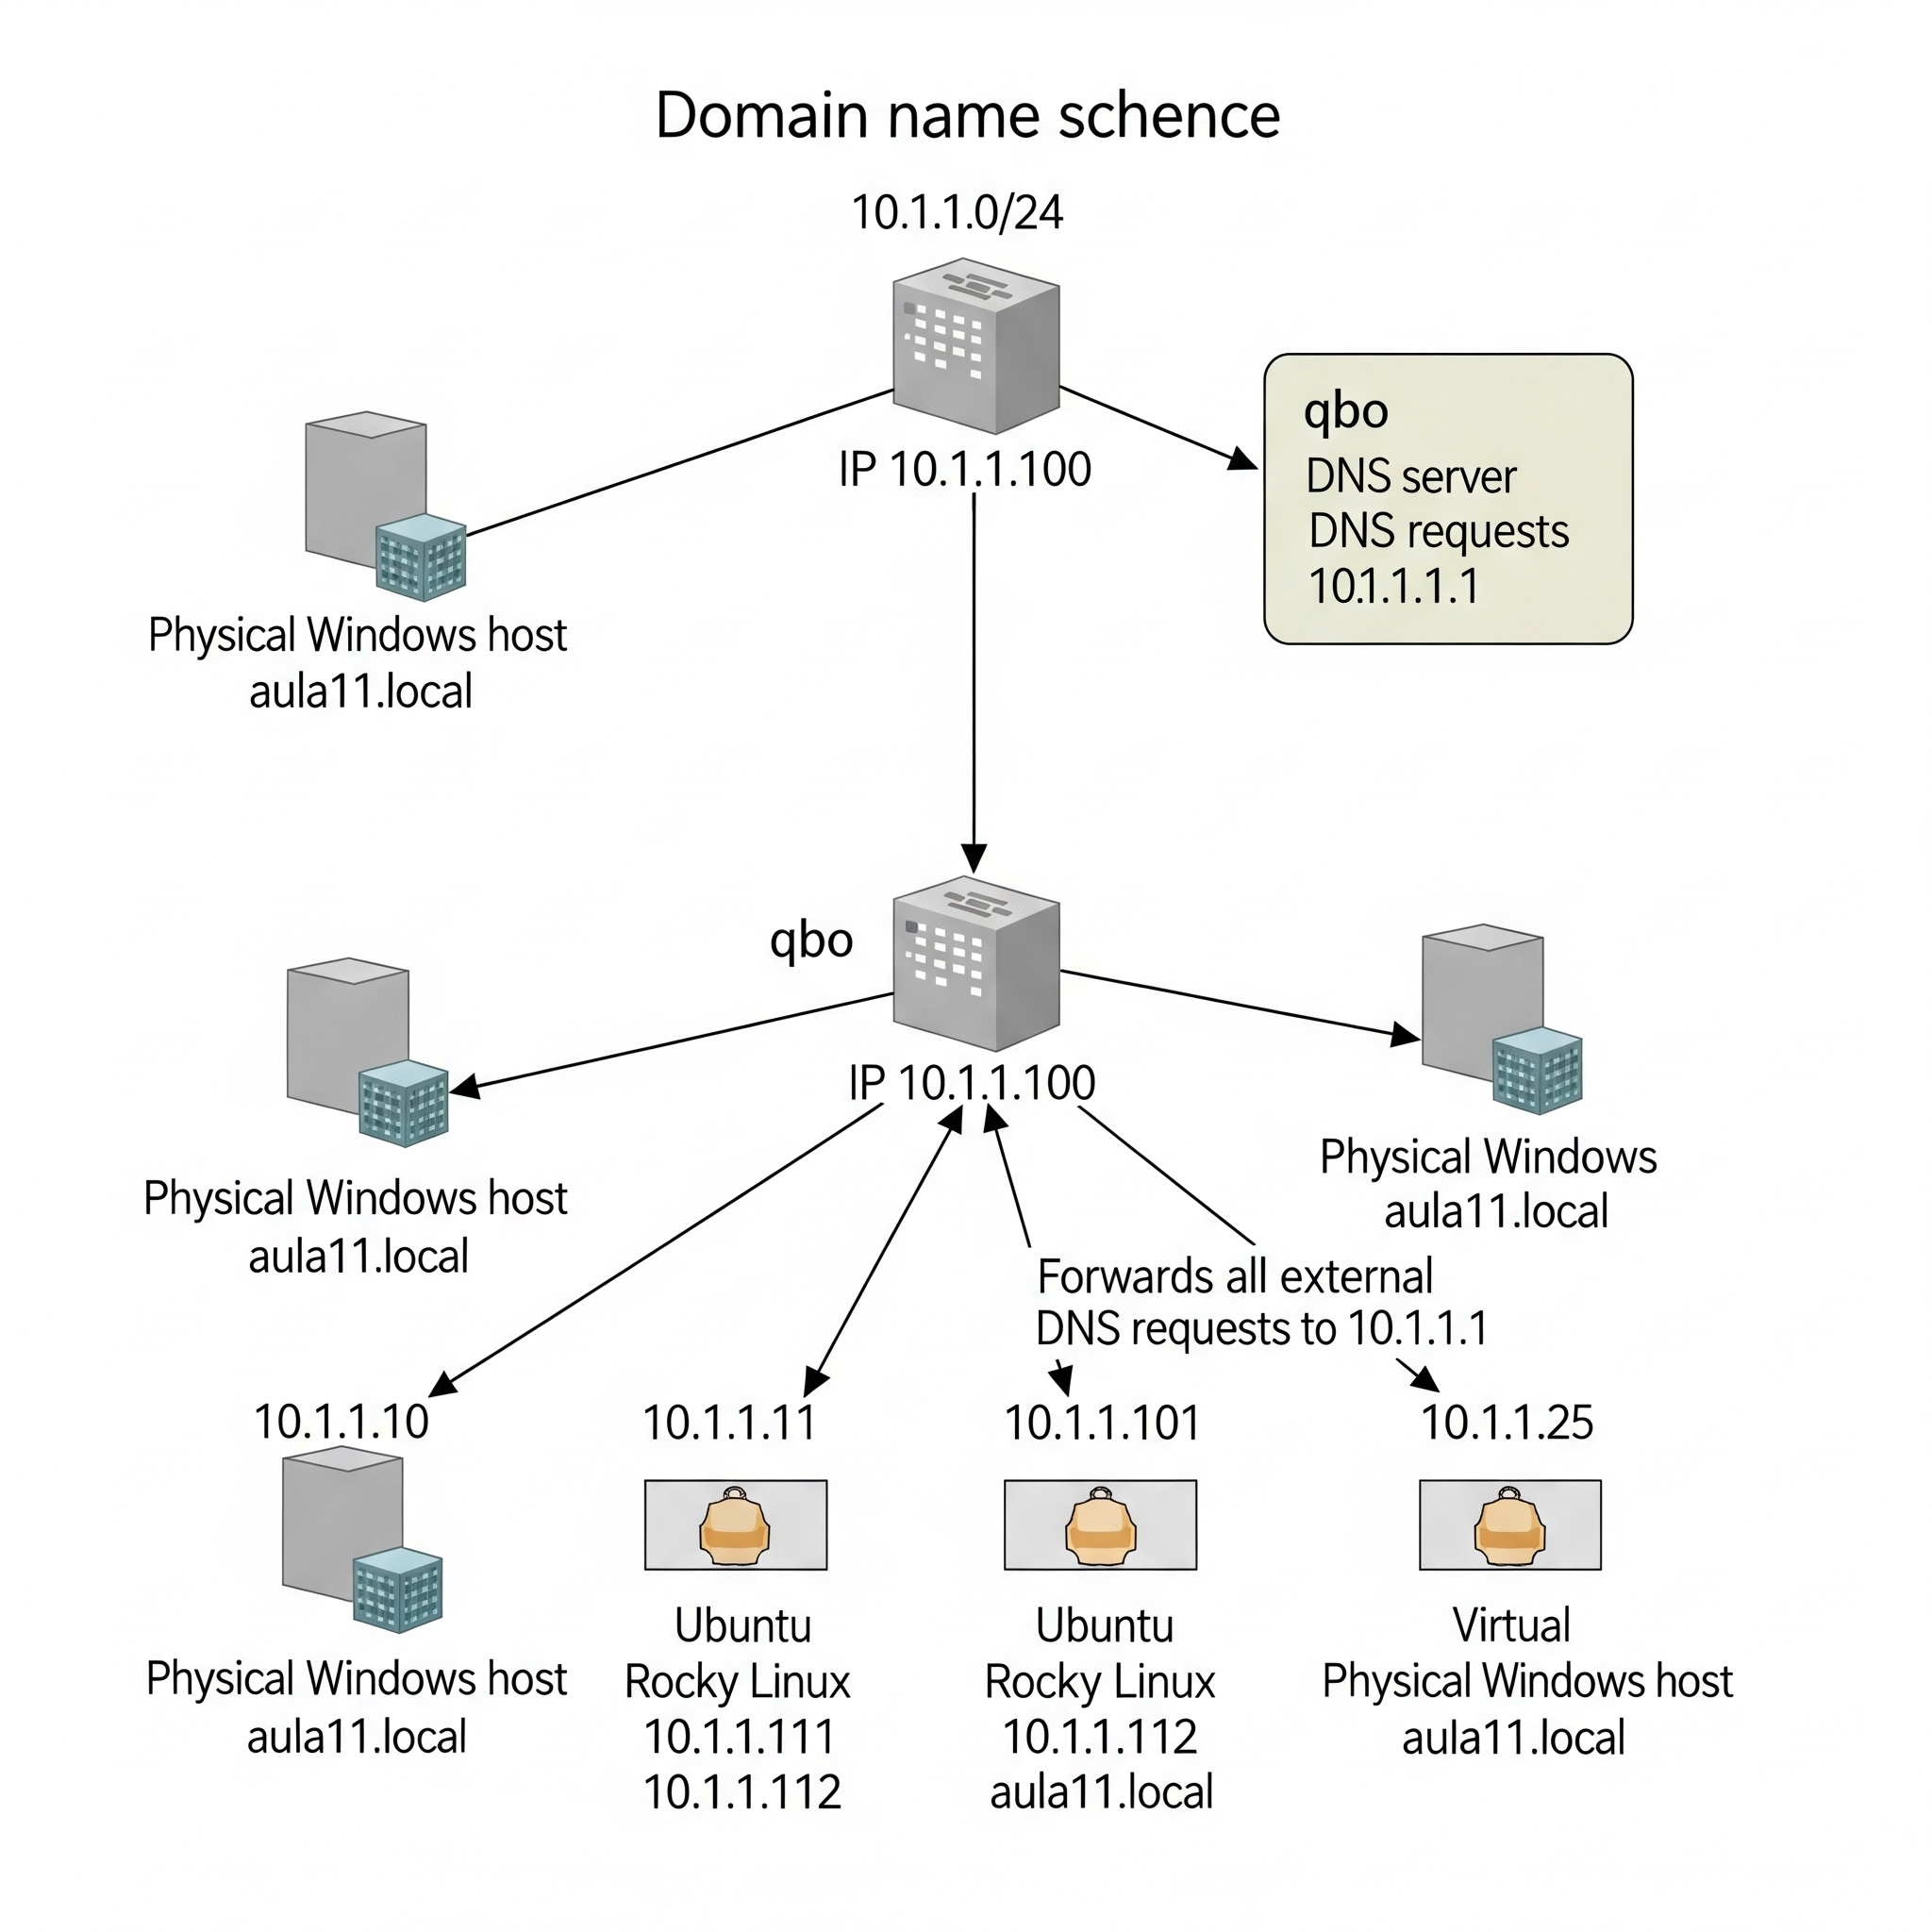 Domain name schence
10.1.1.0/24
IP 10.1.1.100
qbo
DNS server
DNS requests
101.1.1.1
Physical Windows host
aula11.local
qbo
IP 10.1.1.100
Physical Windows host
aula11.local
Physical Windows
aula11.local
Forwards all external
DNS requests to 10.1.1.1
10.1.1.10
Physical Windows host
aula11.local
10.1.1.11
Ubuntu
Rocky Linux
10.1.1.111
10.1.1.112
10.1.1.101
Ubuntu
Rocky Linux
10.1.1.112
aula11.local
10.1.1.25
Virtual
Physical Windows host
aula11.local